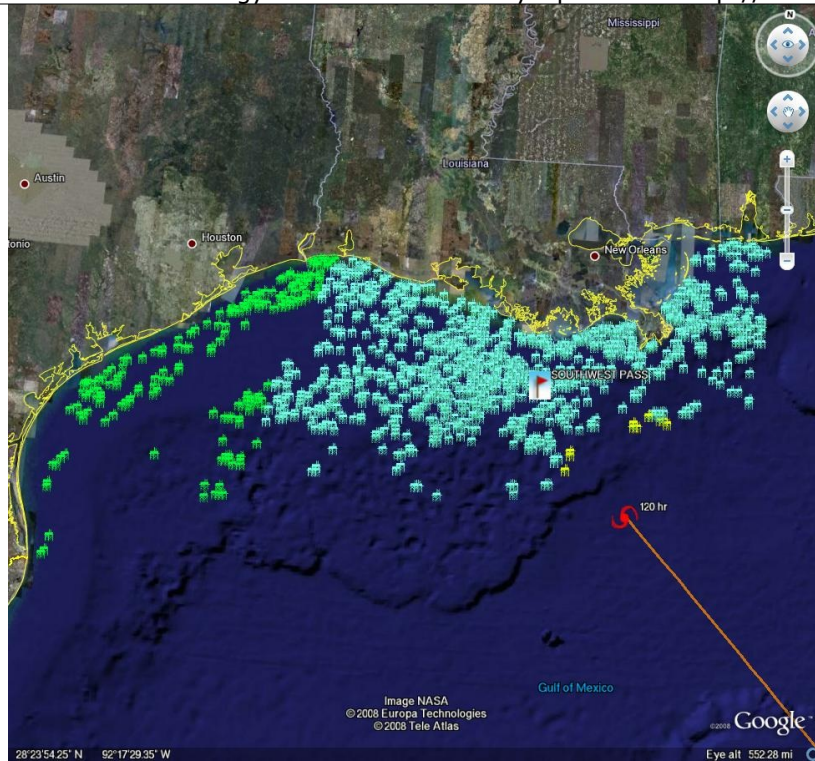 Mississippi
N
Louisiana
Austin
Houston
New Orleans
SOUTHWEST PASS
120 hr
Gulf of Mexico
Image NASA
©2008 Europa Technologies
©2008 Tele Atlas
©2008 Google
28°23'54.25" N 92°17'29.35" W
Eye alt 552.28 mi